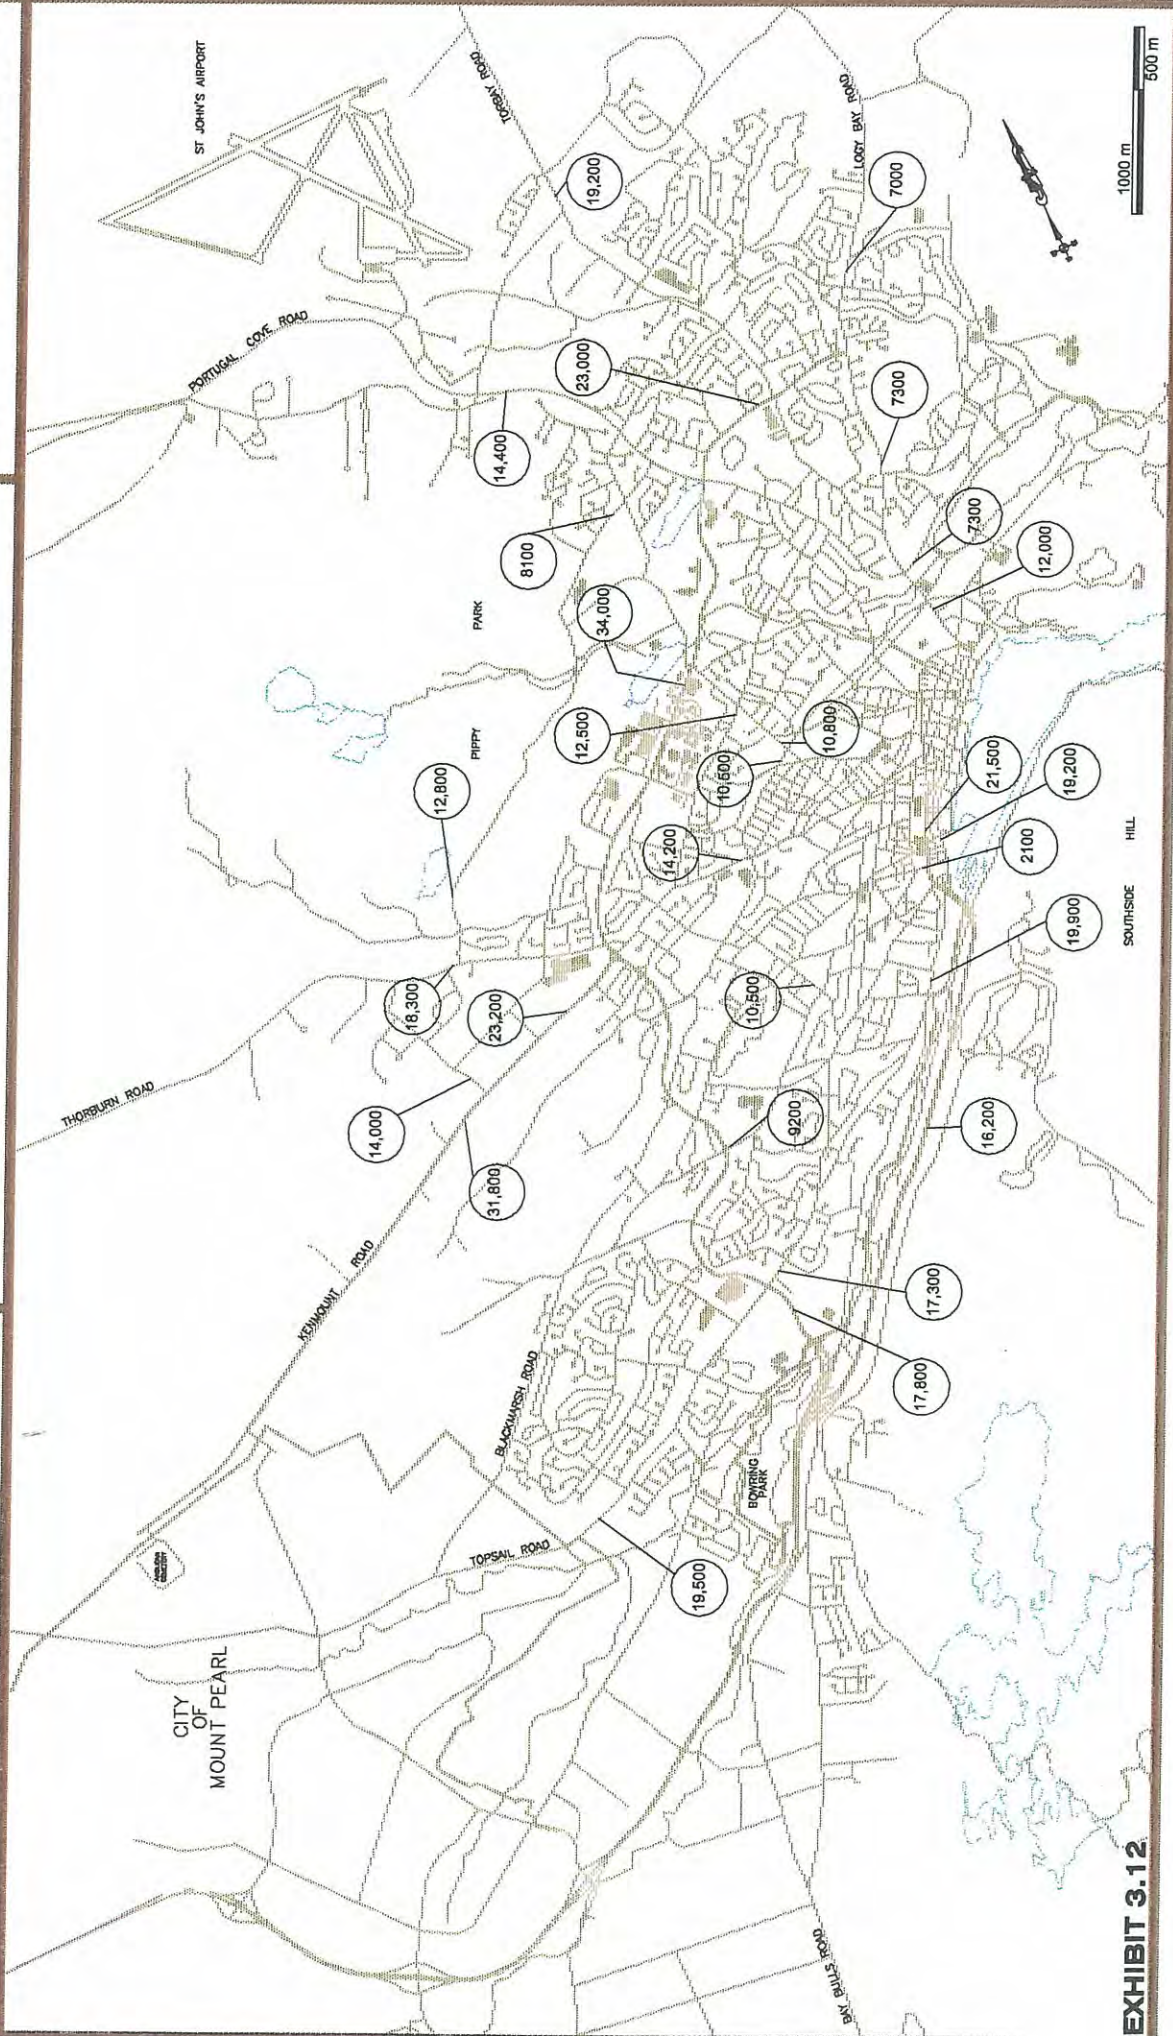 THORBURN ROAD
CITY
OF
MOUNT PEARL
ST JOHN'S AIRPORT
PORTUGAL COVE ROAD
KENMOUNT ROAD
14,000
18,300
12,800
PIPPY PARK
31,800
23,200
14,400
TORBAY ROAD
TOPSAIL ROAD
BLACKMARSH ROAD
8100
12,500
23,000
19,200
34,000
14,200
19,500
10,500
10,500
BOWRING
PARK
9200
10,800
BAY BULLS ROAD
LOGY BAY ROAD
7000
7300
17,800
17,300
7300
16,200
21,500
2100
12,000
19,900
19,200
SOUTHSIDE HILL
1000 m
500 m
EXHIBIT 3.12